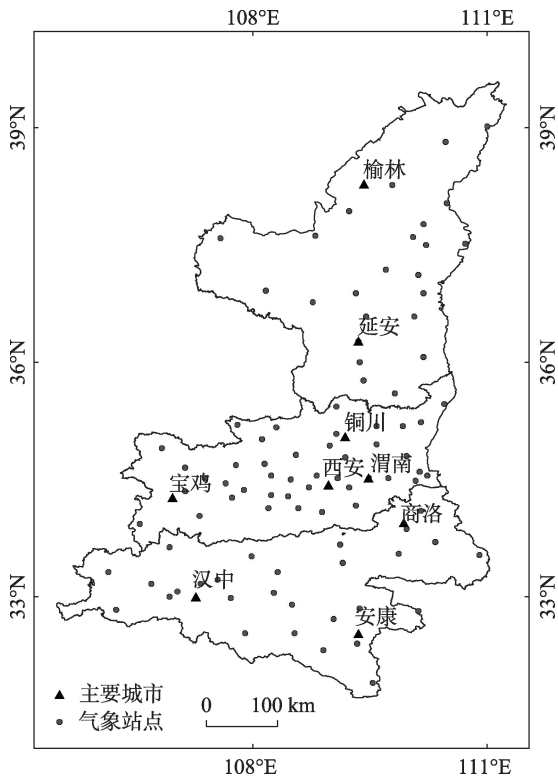 108°E 111°E
39°N 39°N
榆林
延安
36°N 36°N
铜川
西安 渭南
宝鸡
商洛
汉中
33°N 33°N
安康
主要城市
气象站点
0 100 km
108°E 111°E